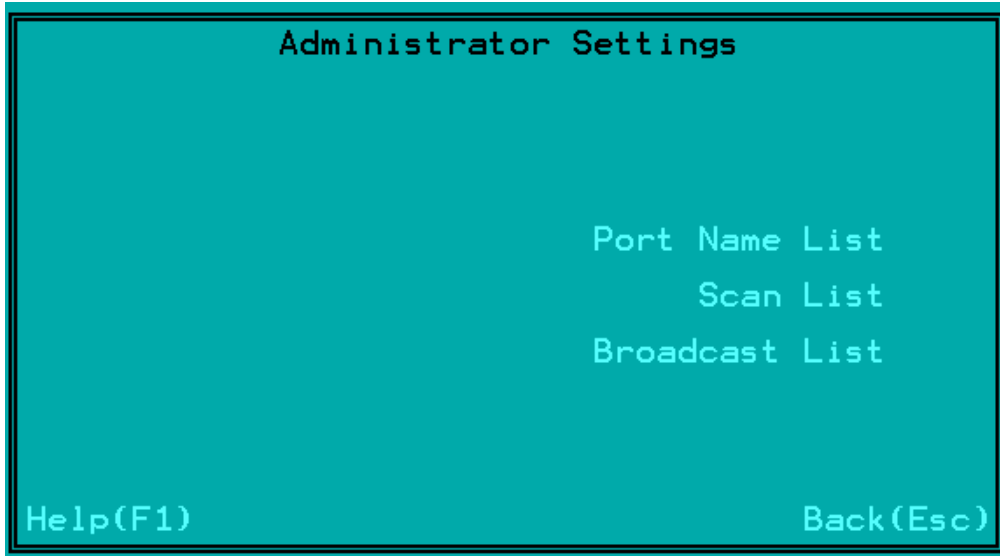 Administrator Settings
Port Name List
Scan List
Broadcast List
Help(F1) Back(Esc)